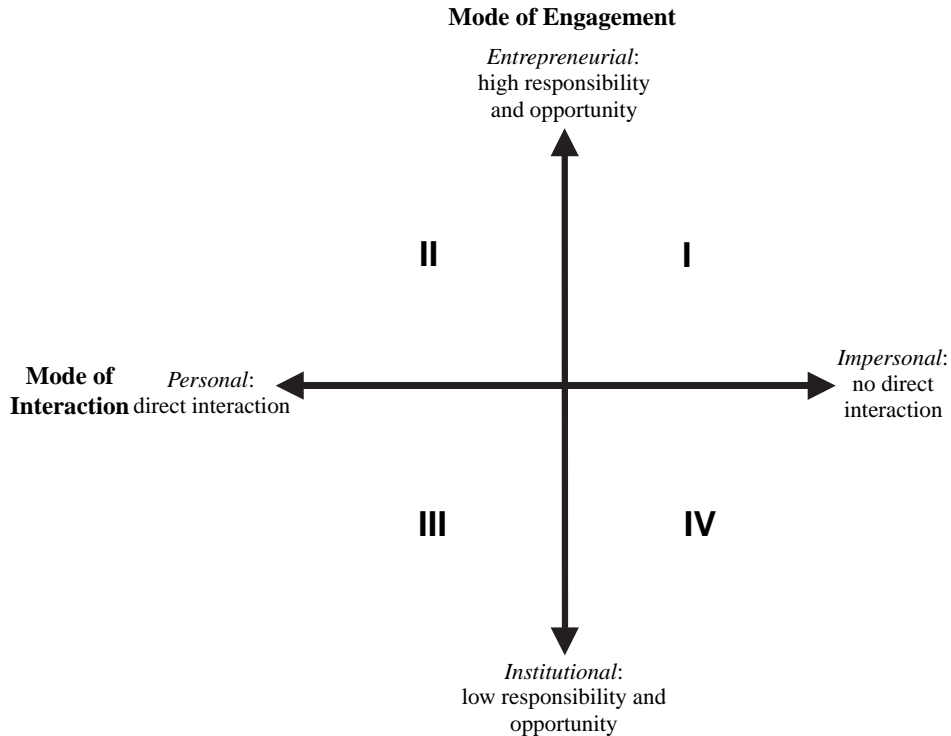 Mode of Engagement
Entrepreneurial:
high responsibility
and opportunity
II
I
Mode of
Interaction
Personal:
direct interaction
Impersonal:
no direct
interaction
III
IV
Institutional:
low responsibility and
opportunity